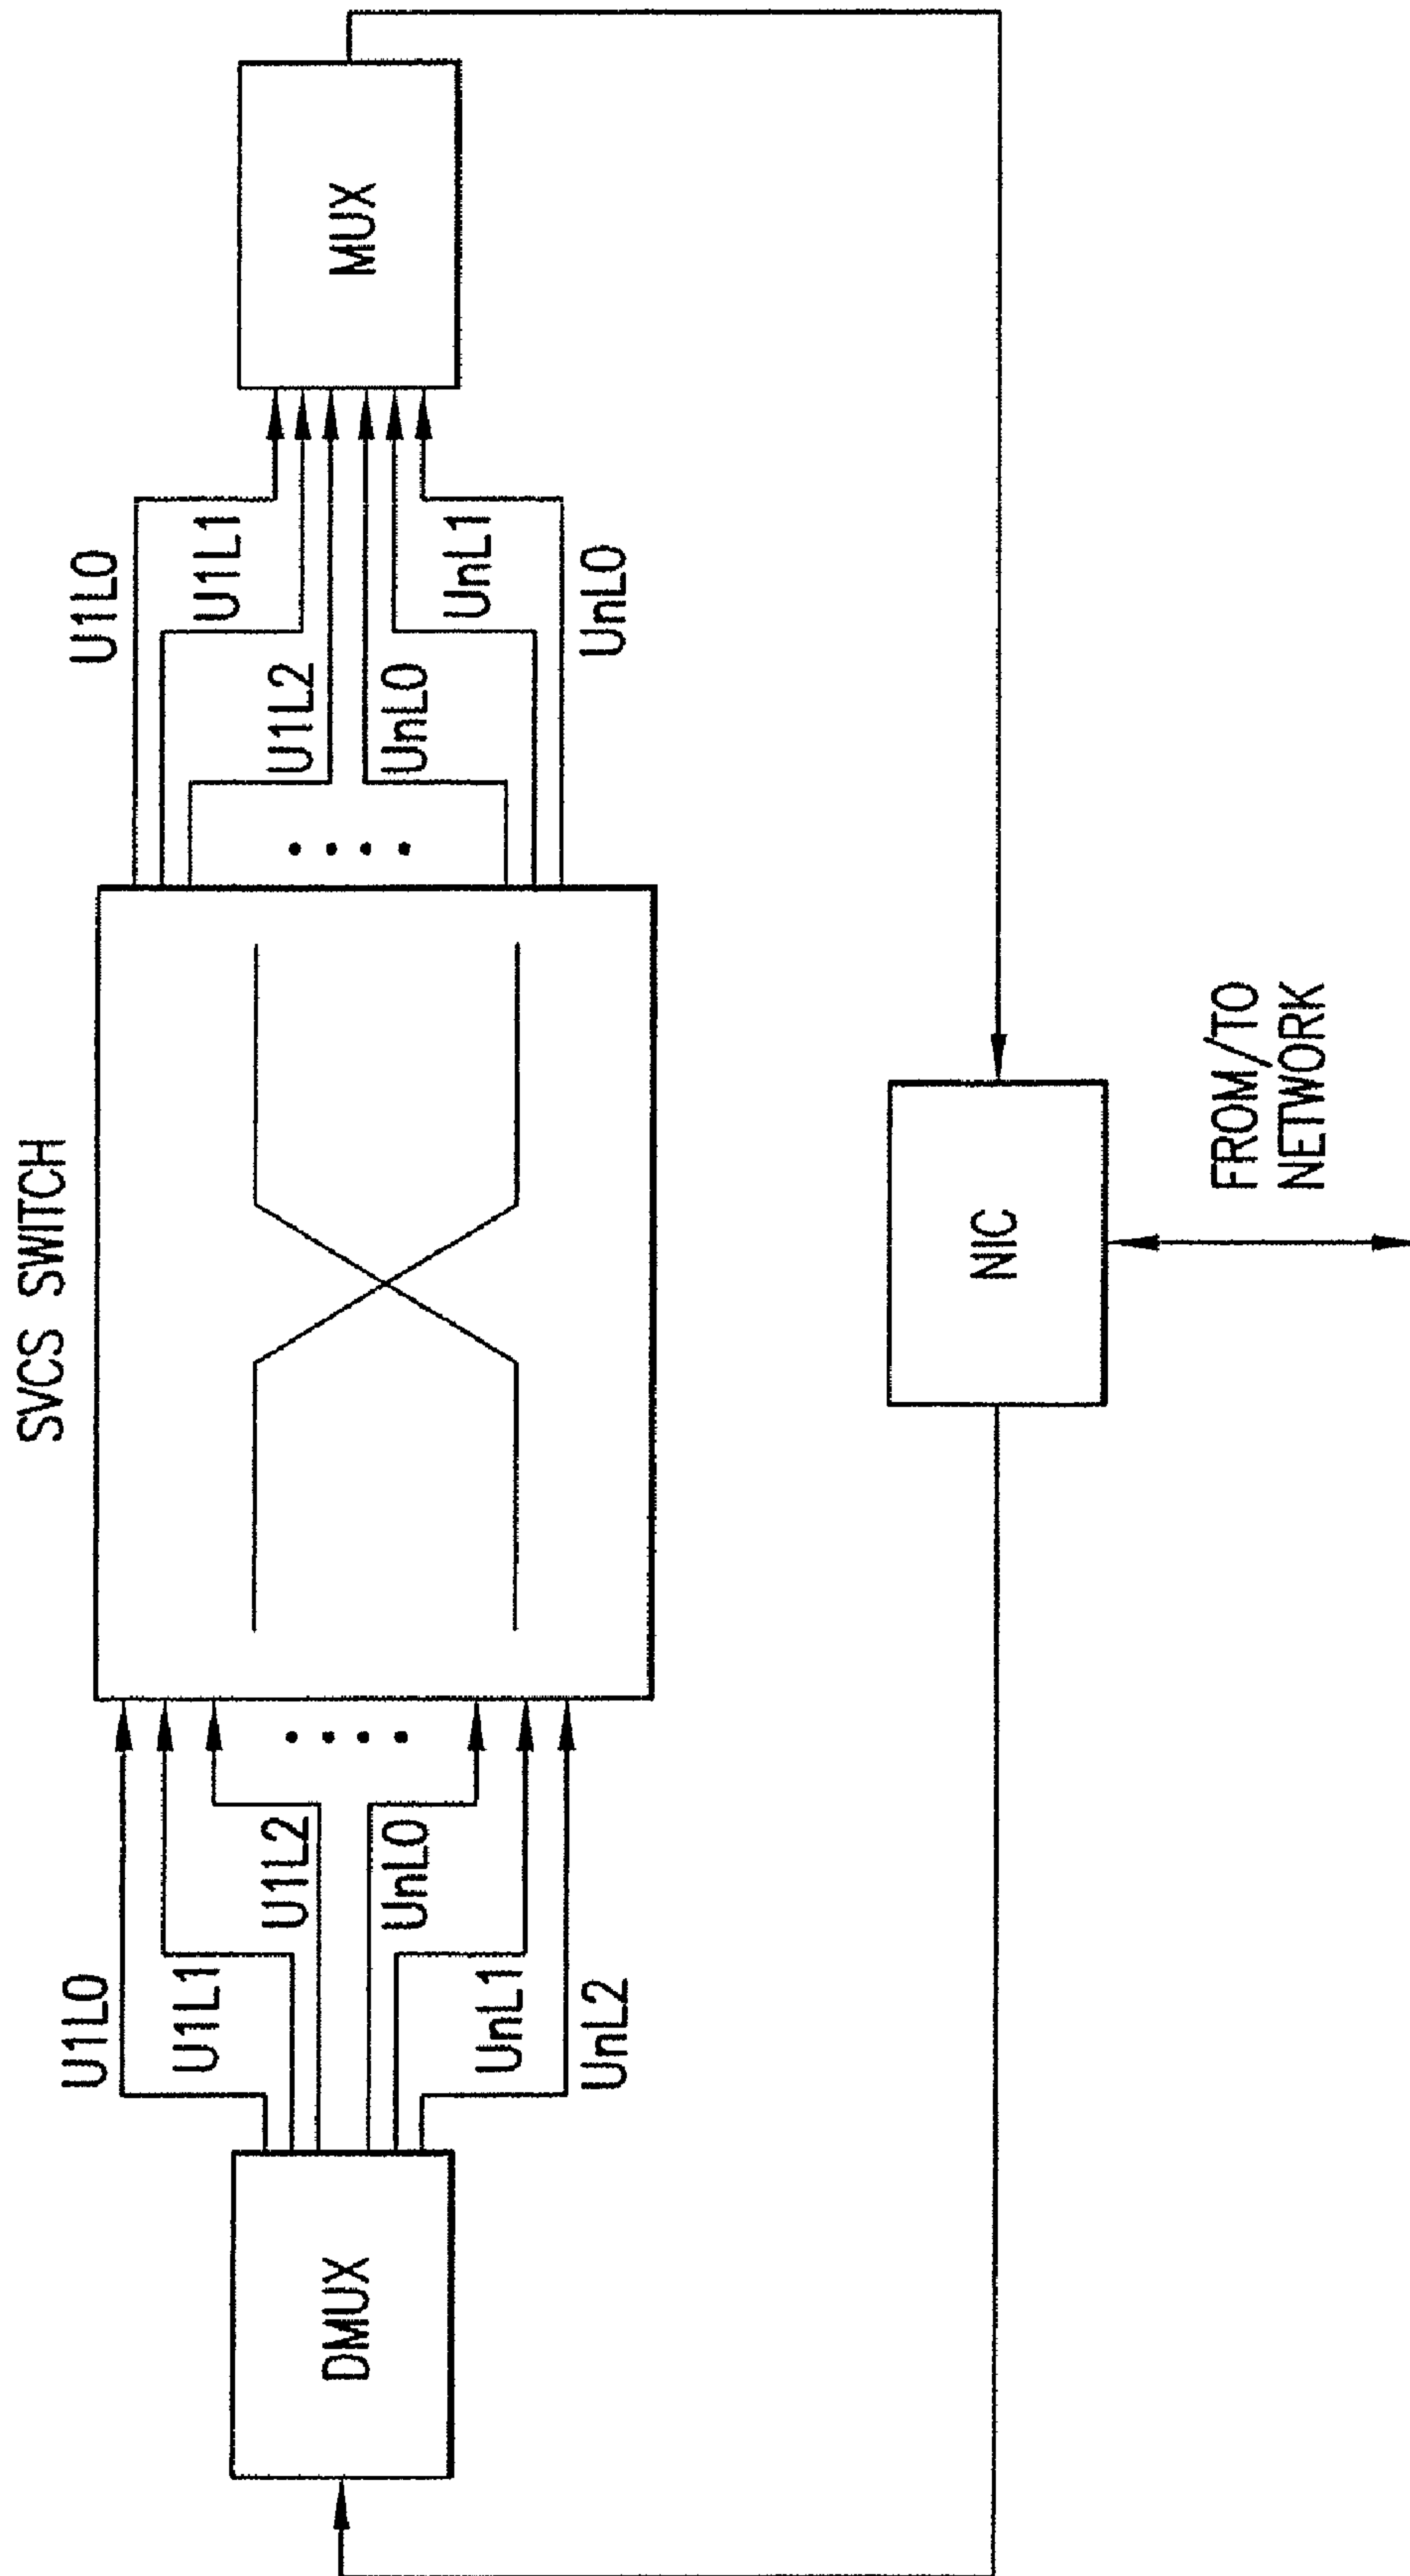 SVCS SWITCH
U1L0
U1L1
U1L2
UnL0
UnL1
UnL2
DMUX
U1L0
U1L1
U1L2
UnL0
UnL1
UnL0
MUX
NIC
FROM/TO
NETWORK